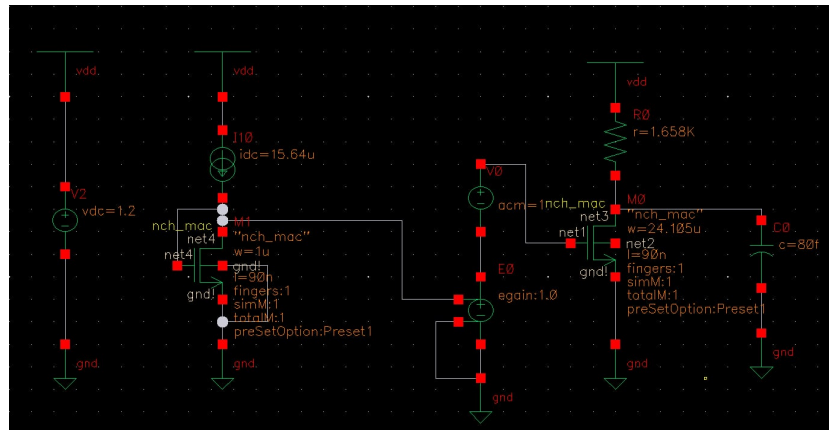 vdd
V2
vdc=1.2
gnd
vdd
I10
idc=15.64u
nch_mac
M1
net4
"nch_mac"
net4
w=1u
gnd!
l=90n
gnd!
fingers:1
simM:1
totalM:1
preSetOption:Preset1
gnd
V0
acm=1
E0
egain:1.0
gnd
vdd
R0
r=1.658K
nch_mac
M0
net3
"nch_mac"
net1
w=24.105u
net2
gnd!
l=90n
fingers:1
simM:1
totalM:1
preSetOption:Preset1
gnd
C0
c=80f
gnd